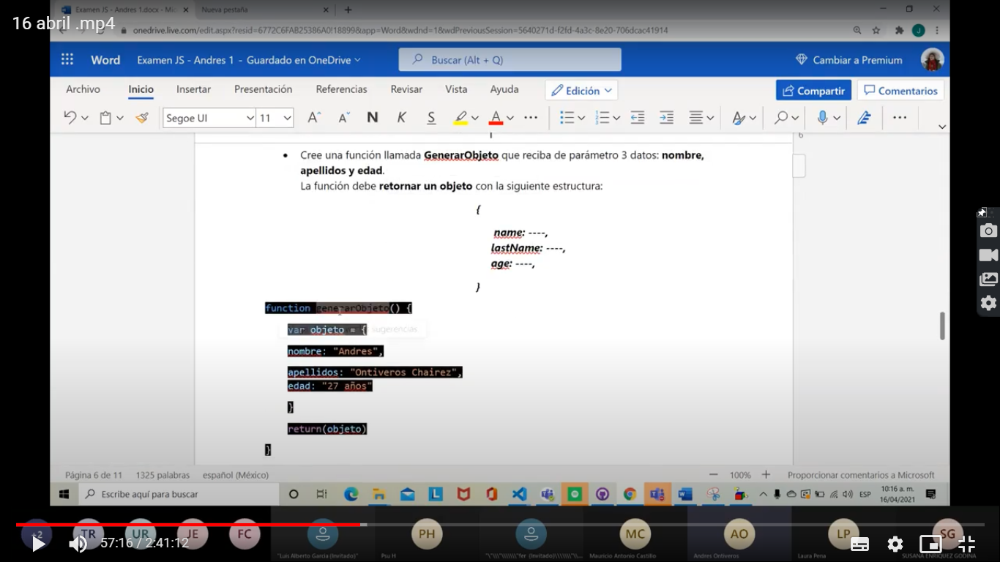 Examen JS - Andres 1.docx - Mic
Nueva pestaña
16 abril .mp4
onedrive.live.com/edit.aspx?resid=6772C6FAB25386A0!18899&app=Word&wdnd=1&wdPreviousSession=5640271d-f2fd-4a3c-8e20-706dcac41914
Word
Examen JS - Andres 1 - Guardado en OneDrive
Buscar (Alt + Q)
Cambiar a Premium
Archivo Inicio Insertar Presentación Referencias Revisar Vista Ayuda Edición Compartir Comentarios
Segoe UI 11 N K S
6
Cree una función llamada GenerarObjeto que reciba de parámetro 3 datos: nombre,
apellidos y edad.
La función debe retornar un objeto con la siguiente estructura:
{
name: ----,
lastName: ----,
age: ----,
}
function generarObjeto() {
var objeto = { sugerencias
nombre: "Andres",
apellidos: "Ontiveros Chairez",
edad: "27 años"
}
return(objeto)
}
Página 6 de 11 1325 palabras español (México) 100% Proporcionar comentarios a Microsoft
Escribe aquí para buscar
ESP
10:16 a. m.
16/04/2021
+2 TR UR JE FC PH MC AO LP SG
57:16 / 2:41:12
"Luis Alberto Garcia (Invitado)" Psu H Mauricio Antonio Castillo Andres Ontiveros Laura Pena SUSANA ENRIQUEZ GODINA